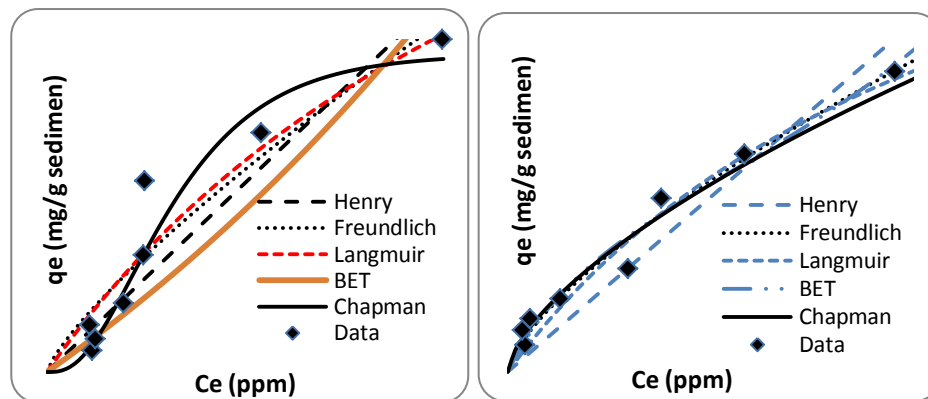 qe (mg/g sedimen)
Henry
Freundlich
Langmuir
BET
Chapman
Data
Ce (ppm)
qe (mg/g sedimen)
Henry
Freundlich
Langmuir
BET
Chapman
Data
Ce (ppm)